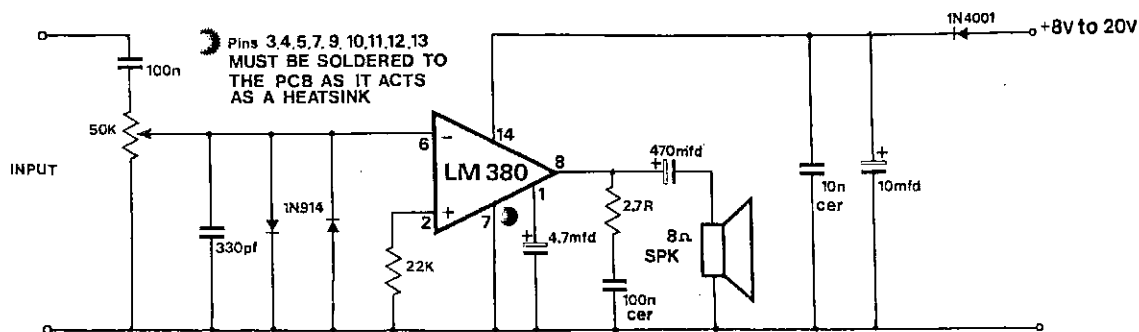 1N4001
+8V to 20V
Pins 3,4,5,7,9,10,11,12,13
MUST BE SOLDERED TO
THE PCB AS IT ACTS
AS A HEATSINK
100n
50K
INPUT
6
−
14
LM 380
8
1
2
+
7
470mfd
+
1N914
330pf
22K
+
4.7mfd
2.7R
100n
cer
8Ω
SPK
10n
cer
+
10mfd